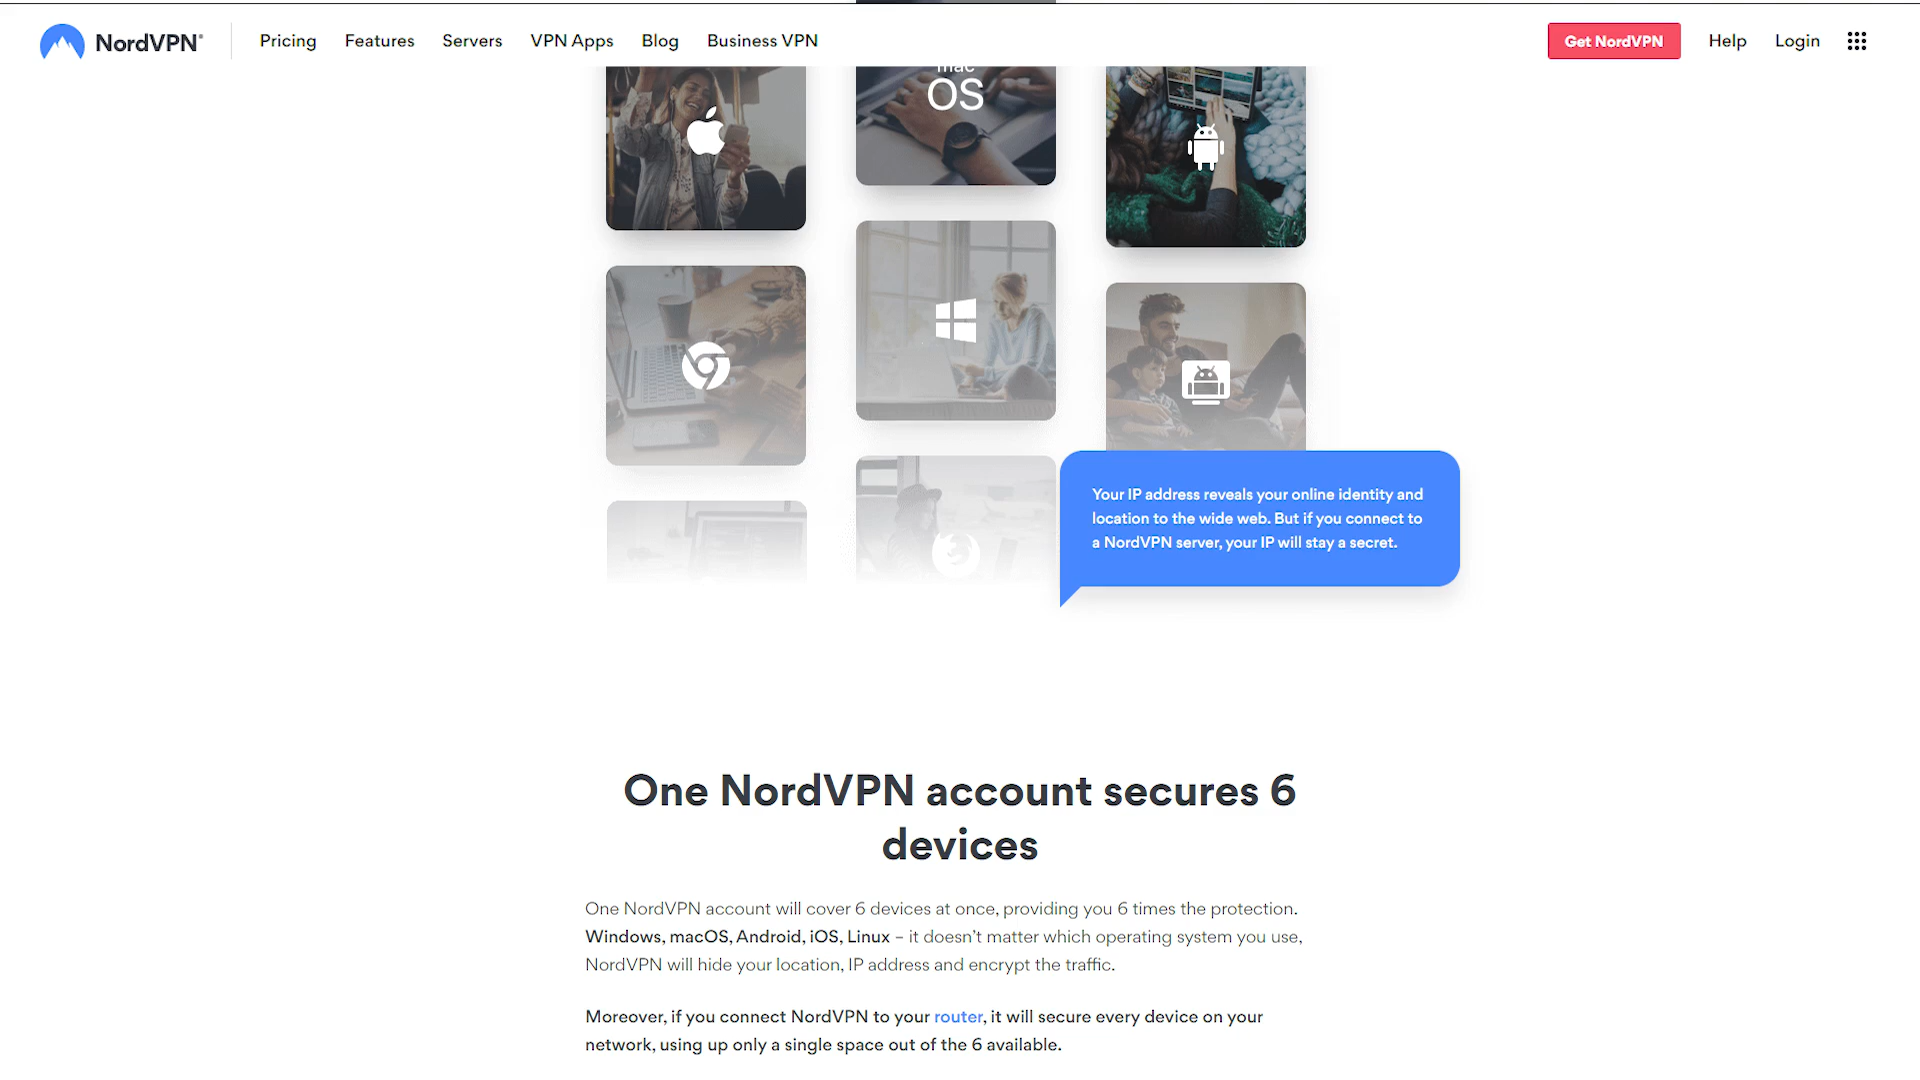 NordVPN®
Pricing
Features
Servers
VPN Apps
Blog
Business VPN
Get NordVPN
Help
Login
mac
OS
Your IP address reveals your online identity and
location to the wide web. But if you connect to
a NordVPN server, your IP will stay a secret.
One NordVPN account secures 6
devices
One NordVPN account will cover 6 devices at once, providing you 6 times the protection.
Windows, macOS, Android, iOS, Linux – it doesn’t matter which operating system you use,
NordVPN will hide your location, IP address and encrypt the traffic.
Moreover, if you connect NordVPN to your router, it will secure every device on your
network, using up only a single space out of the 6 available.